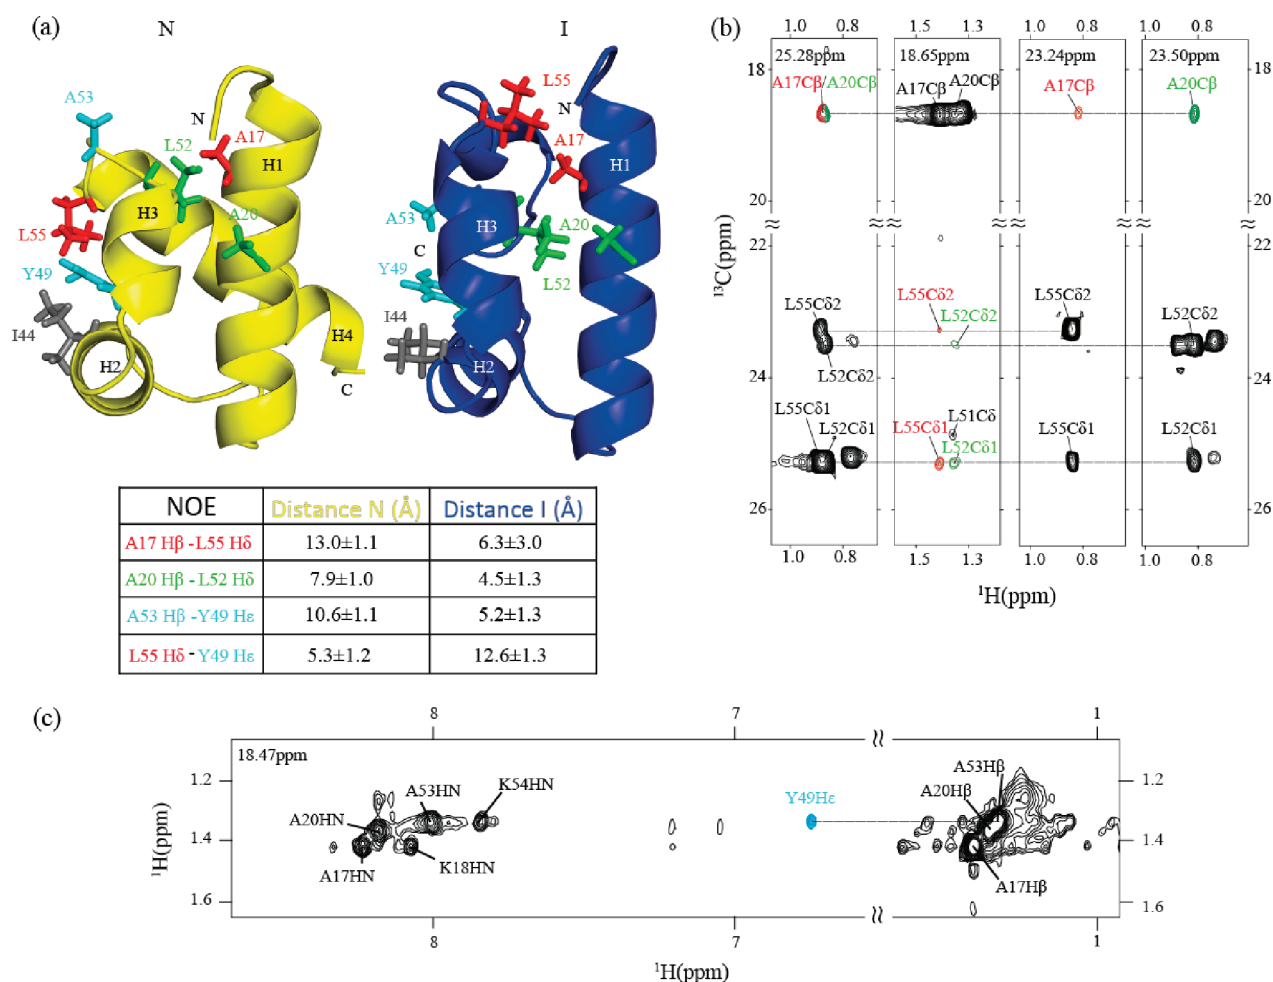 (a)
N
I
A53
N
L52
A17
H1
H3
A20
L55
Y49
I44
H2
H4
C
L55
N
A17
H1
A53
H3
A20
C
Y49
L52
I44
H2
NOE
Distance N (Å)
Distance I (Å)
A17 Hβ - L55 Hδ
13.0±1.1
6.3±3.0
A20 Hβ - L52 Hδ
7.9±1.0
4.5±1.3
A53 Hβ - Y49 Hε
10.6±1.1
5.2±1.3
L55 Hδ - Y49 Hε
5.3±1.2
12.6±1.3
(b)
1.0 0.8 1.4 1.3 1.0 0.8 1.0 0.8
25.28ppm 18.65ppm 23.24ppm 23.50ppm
18
A17Cβ/A20Cβ
A17Cβ
A20Cβ
A17Cβ
A20Cβ
18
20
20
22
22
¹³C(ppm)
L55Cδ2
L52Cδ2
L55Cδ2
L52Cδ2
L55Cδ2
L52Cδ2
24
24
L55Cδ1
L52Cδ1
L55Cδ1
L51Cδ
L52Cδ1
L55Cδ1
L52Cδ1
26
26
1.0 0.8 1.4 1.3 1.0 0.8 1.0 0.8
¹H(ppm)
(c)
8 7 1
18.47ppm
1.2
1.2
A53HN
K54HN
A20HN
A17HN
K18HN
Y49Hε
A53Hβ
A20Hβ
A17Hβ
1.4
1.4
1.6
1.6
¹H(ppm)
8 7 1
¹H(ppm)